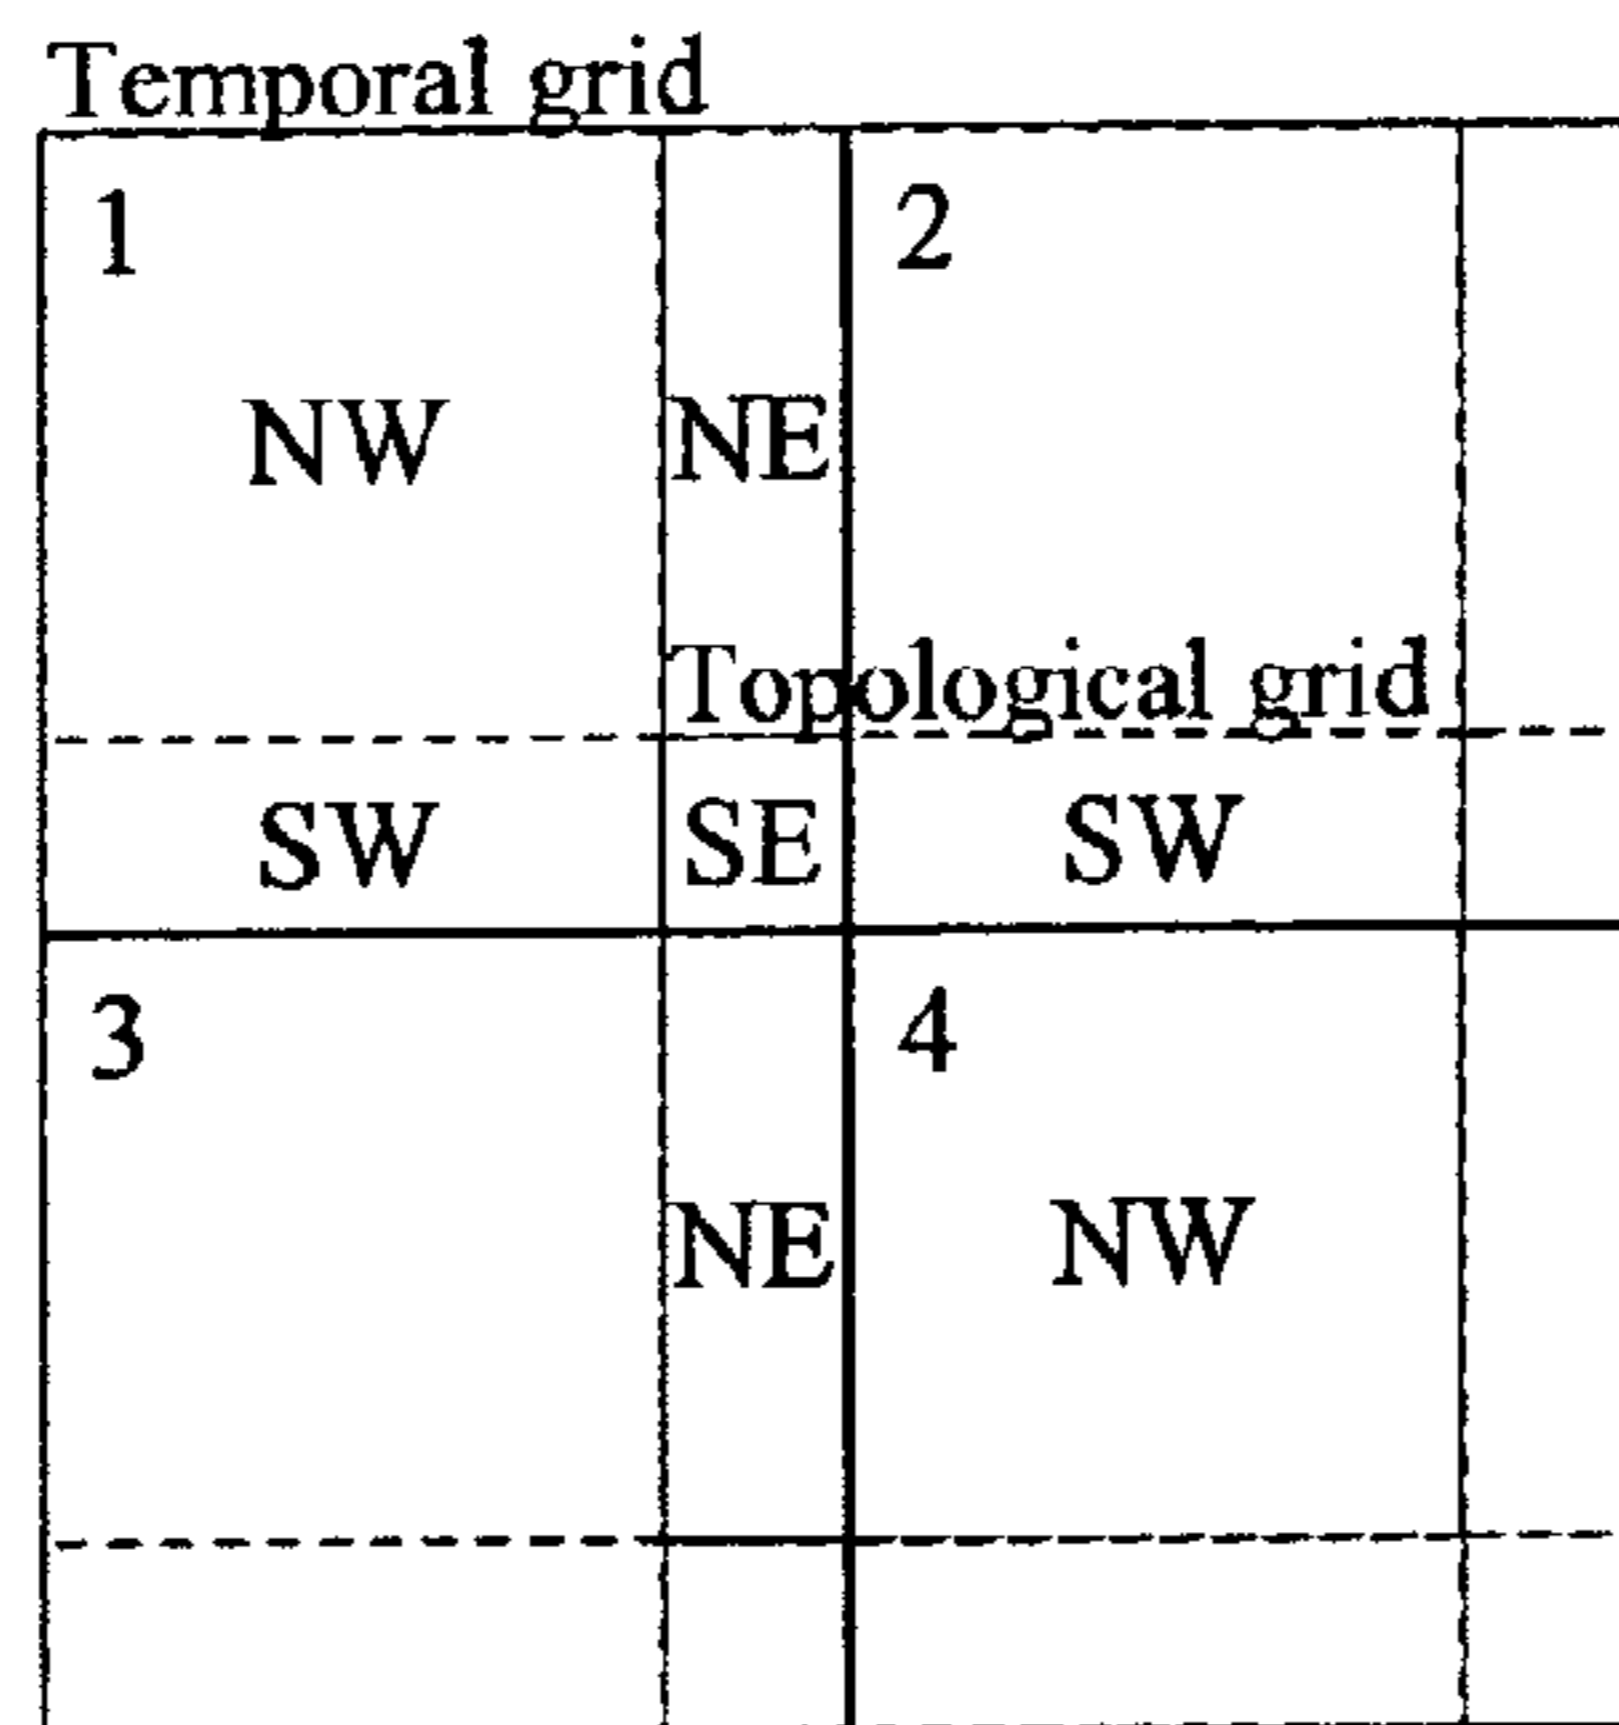 Temporal grid
1 2
NW NE
Topological grid
SW SE SW
3 4
NE NW